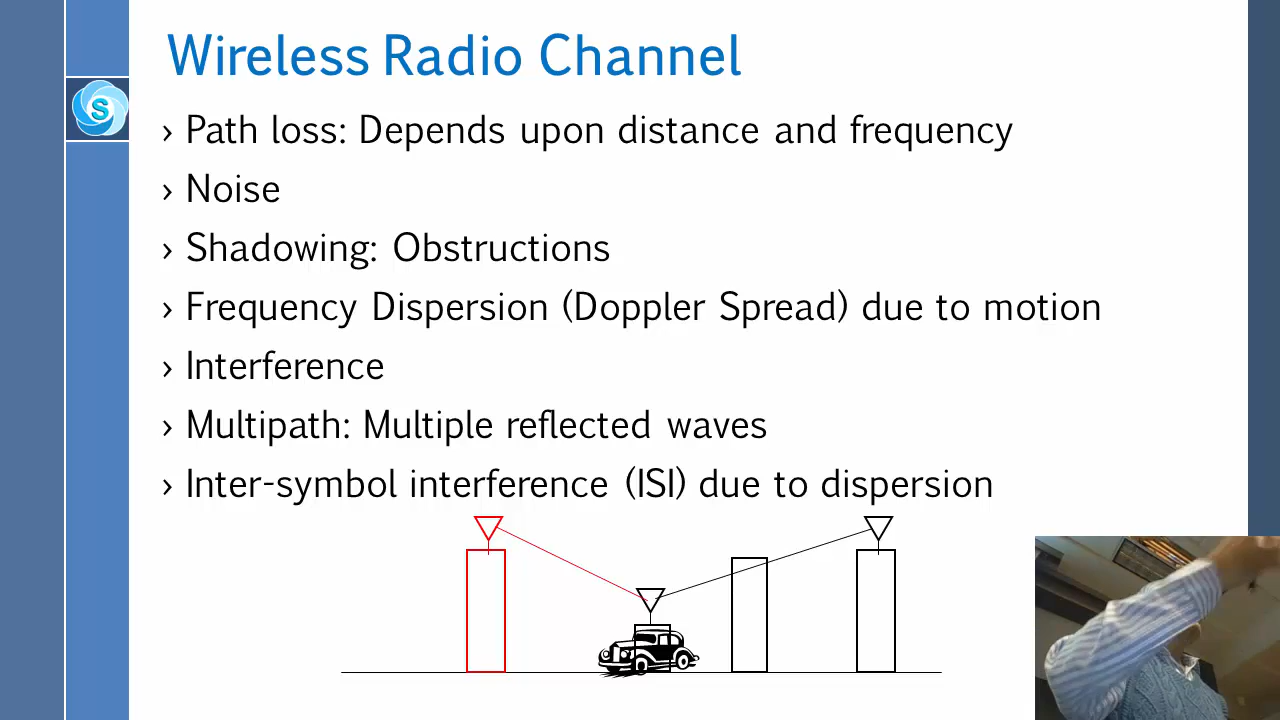 Wireless Radio Channel
S
› Path loss: Depends upon distance and frequency
› Noise
› Shadowing: Obstructions
› Frequency Dispersion (Doppler Spread) due to motion
› Interference
› Multipath: Multiple reflected waves
› Inter-symbol interference (ISI) due to dispersion